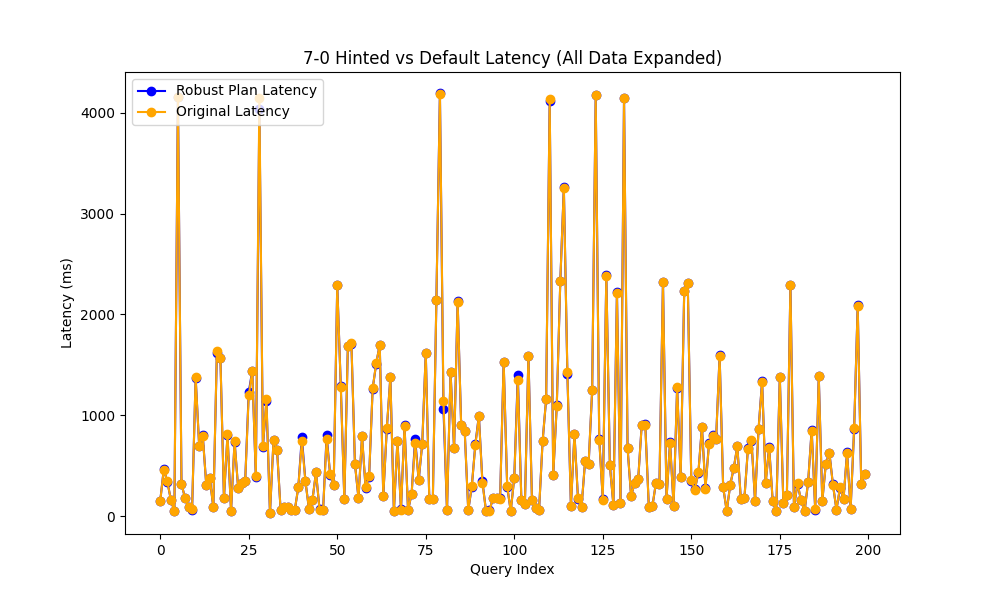 7-0 Hinted vs Default Latency (All Data Expanded)
Robust Plan Latency
Original Latency
Latency (ms)
4000
3000
2000
1000
0
0 25 50 75 100 125 150 175 200
Query Index